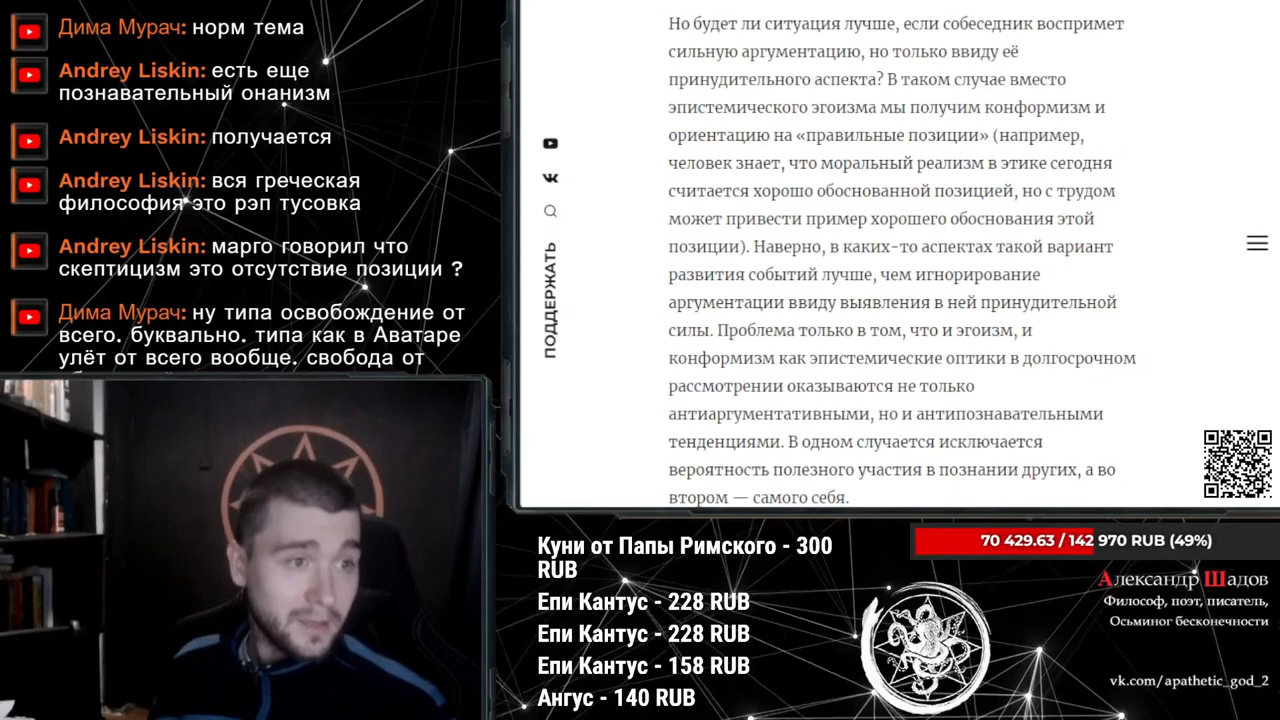 Дима Мурач: норм тема
Andrey Liskin: есть еще
познавательный онанизм
Andrey Liskin: получается
Andrey Liskin: вся греческая
философия это рэп тусовка
Andrey Liskin: марго говорил что
скептицизм это отсутствие позиции ?
Дима Мурач: ну типа освобождение от
всего. буквально. типа как в Аватаре
улёт от всего вообще. свобода от
ПОДДЕРЖАТЬ
Но будет ли ситуация лучше, если собеседник воспримет
сильную аргументацию, но только ввиду её
принудительного аспекта? В таком случае вместо
эпистемического эгоизма мы получим конформизм и
ориентацию на «правильные позиции» (например,
человек знает, что моральный реализм в этике сегодня
считается хорошо обоснованной позицией, но с трудом
может привести пример хорошего обоснования этой
позиции). Наверно, в каких-то аспектах такой вариант
развития событий лучше, чем игнорирование
аргументации ввиду выявления в ней принудительной
силы. Проблема только в том, что и эгоизм, и
конформизм как эпистемические оптики в долгосрочном
рассмотрении оказываются не только
антиаргументативными, но и антипознавательными
тенденциями. В одном случается исключается
вероятность полезного участия в познании других, а во
втором — самого себя.
Куни от Папы Римского - 300
RUB
Епи Кантус - 228 RUB
Епи Кантус - 228 RUB
Епи Кантус - 158 RUB
Ангус - 140 RUB
70 429.63 / 142 970 RUB (49%)
Александр Шадов
Философ, поэт, писатель,
Осьминог бесконечности
vk.com/apathetic_god_2